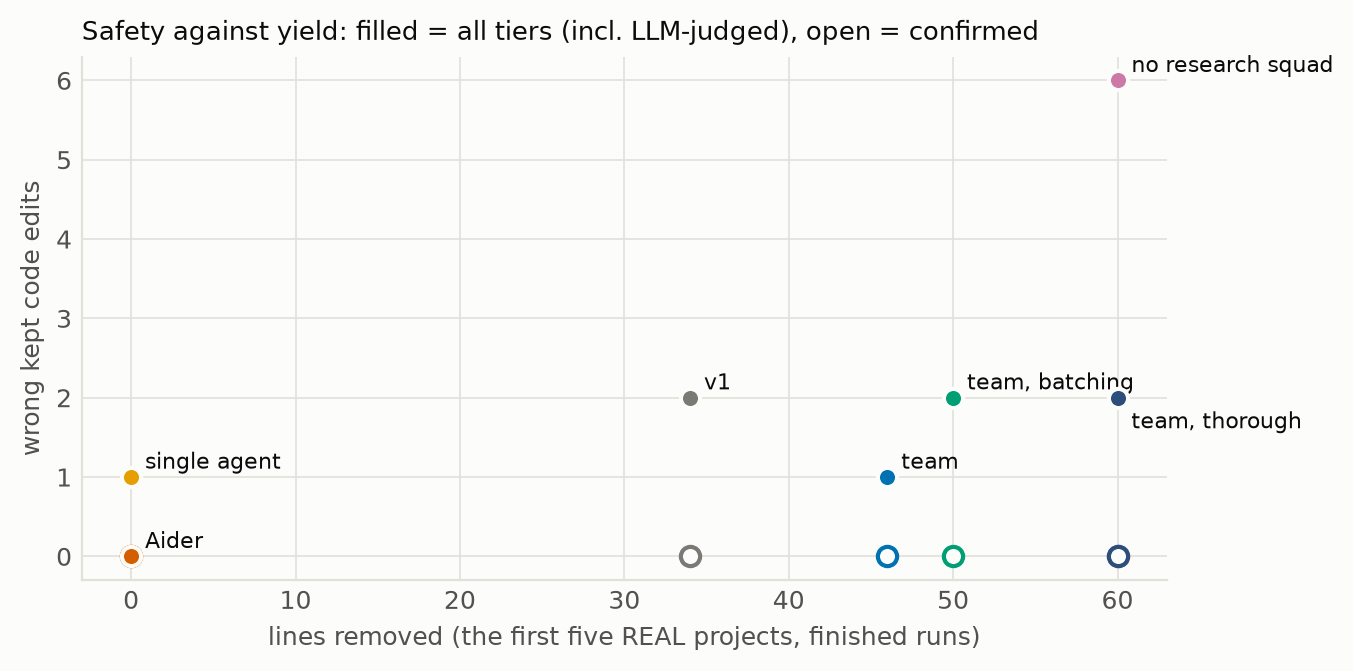 Safety against yield: filled = all tiers (incl. LLM-judged), open = confirmed
no research squad
6
5
4
3
2
1
0
wrong kept code edits
v1
team, batching
team, thorough
single agent
team
Aider
0 10 20 30 40 50 60
lines removed (the first five REAL projects, finished runs)